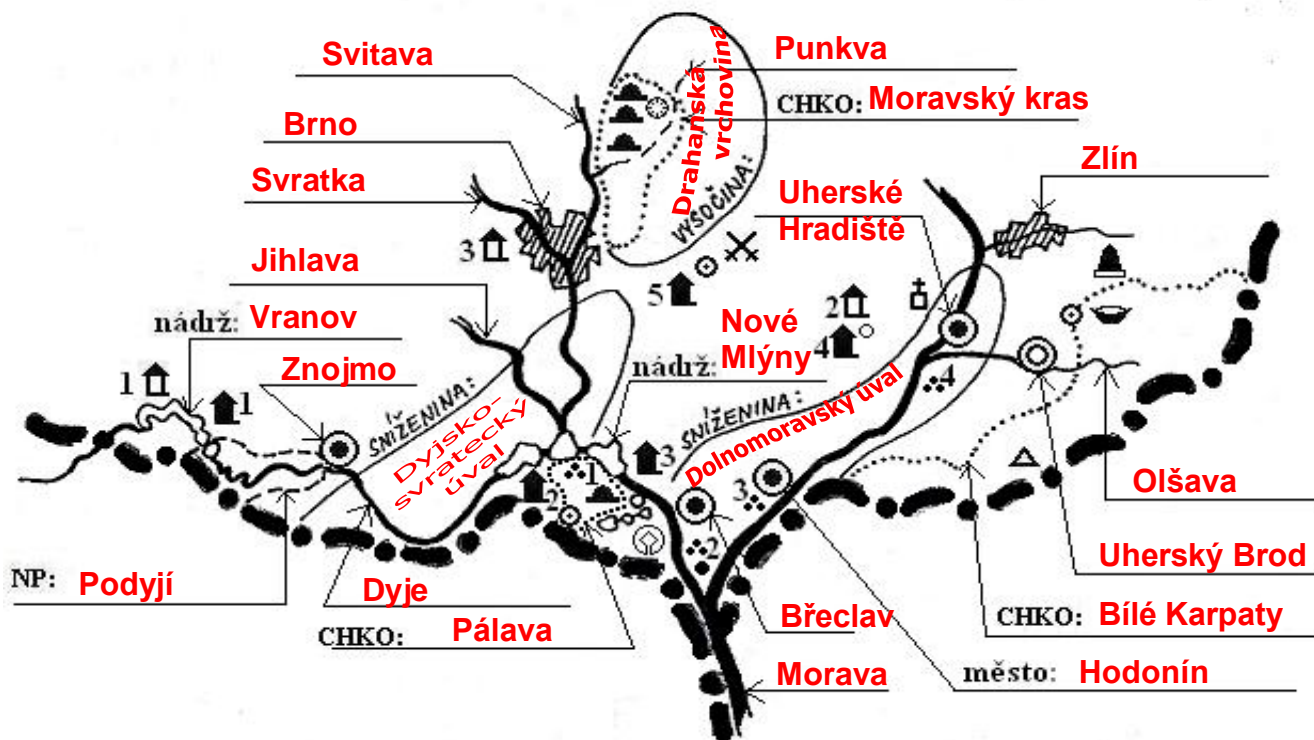 Svitava
Punkva
CHKO: Moravský kras
Drahanská
vrchovina
VYSOČINA:
Brno
Zlín
Svratka
Uherské
Hradiště
3
Jihlava
5
2
nádrž: Vranov
Nové
Mlýny
4
nádrž:
Znojmo
1
1
SNÍŽENINA:
Dyjsko-
svratecký
úval
SNÍŽENINA:
Dolnomoravský úval
4
3
1
2
3
2
Olšava
NP: Podyjí
Dyje
Uherský Brod
CHKO: Pálava
Břeclav
CHKO: Bílé Karpaty
Morava
město: Hodonín